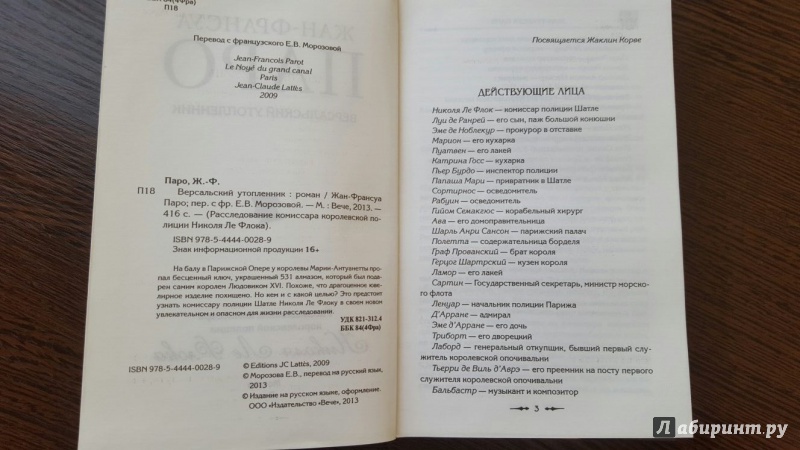 84(4Фра)
П18
Перевод с французского Е.В. Морозовой
Jean-Francois Parot
Le Noyé du grand canal
Paris
Jean-Claude Lattès
2009
Паро, Ж.-Ф.
П18 Версальский утопленник : роман / Жан-Франсуа
Паро; пер. с фр. Е.В. Морозовой. — М. : Вече, 2013. —
416 с. — (Расследование комиссара королевской по-
лиции Николя Ле Флока).
ISBN 978-5-4444-0028-9
Знак информационной продукции 16+
На балу в Парижской Опере у королевы Марии-Антуанетты про-
пал бесценный ключ, украшенный 531 алмазом, который был пода-
рен самим королем Людовиком XVI. Похоже, что драгоценное юве-
лирное изделие похищено. Но кем и с какой целью? Это предстоит
узнать комиссару полиции Шатле Николя Ле Флоку в своем новом
увлекательном и опасном для жизни расследовании.
УДК 821-312.4
ББК 84(4Фра)
ISBN 978-5-4444-0028-9
© Editions JC Lattès, 2009
© Морозова Е.В., перевод на русский язык,
2013
© Издание на русском языке, оформление.
ООО «Издательство «Вече», 2013
Посвящается Жаклин Корве
ДЕЙСТВУЮЩИЕ ЛИЦА
Николя Ле Флок — комиссар полиции Шатле
Луи де Ранрей — его сын, паж большой конюшни
Эме де Ноблекур — прокурор в отставке
Марион — его кухарка
Пуатвен — его лакей
Катрина Госс — кухарка
Пьер Бурдо — инспектор полиции
Папаша Мари — привратник в Шатле
Сортирнос — осведомитель
Рабуин — осведомитель
Гийом Семакгюс — корабельный хирург
Ава — его домоправительница
Шарль Анри Сансон — парижский палач
Полетта — содержательница борделя
Граф Прованский — брат короля
Герцог Шартрский — кузен короля
Ламор — его лакей
Сартин — Государственный секретарь, министр морско-
го флота
Ленуар — начальник полиции Парижа
Д'Арране — адмирал
Эме д'Арране — его дочь
Триборт — его дворецкий
Лаборд — генеральный откупщик, бывший первый слу-
житель королевской опочивальни
Тьерри де Виль д'Аврэ — его преемник на посту первого
служителя королевской опочивальни
Бальбастр — музыкант и композитор
3
Лабиринт.ру